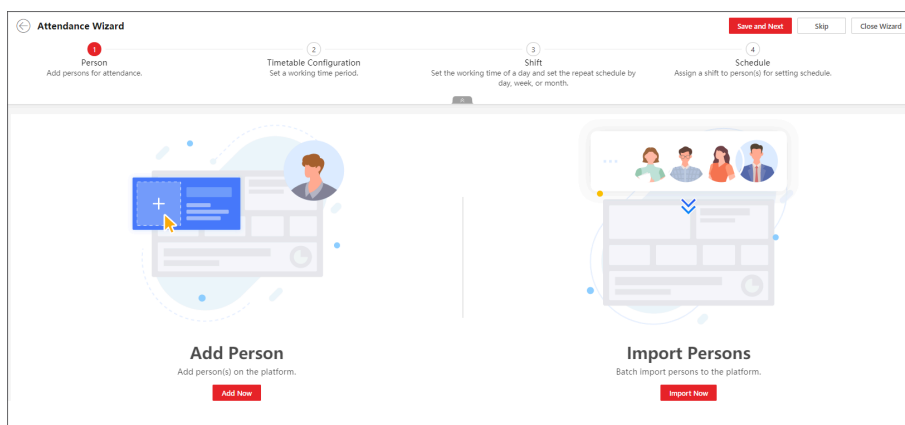 Attendance Wizard
Save and Next
Skip
Close Wizard
1
Person
Add persons for attendance.
2
Timetable Configuration
Set a working time period.
3
Shift
Set the working time of a day and set the repeat schedule by
day, week, or month.
4
Schedule
Assign a shift to person(s) for setting schedule.
Add Person
Add person(s) on the platform.
Add Now
Import Persons
Batch import persons to the platform.
Import Now